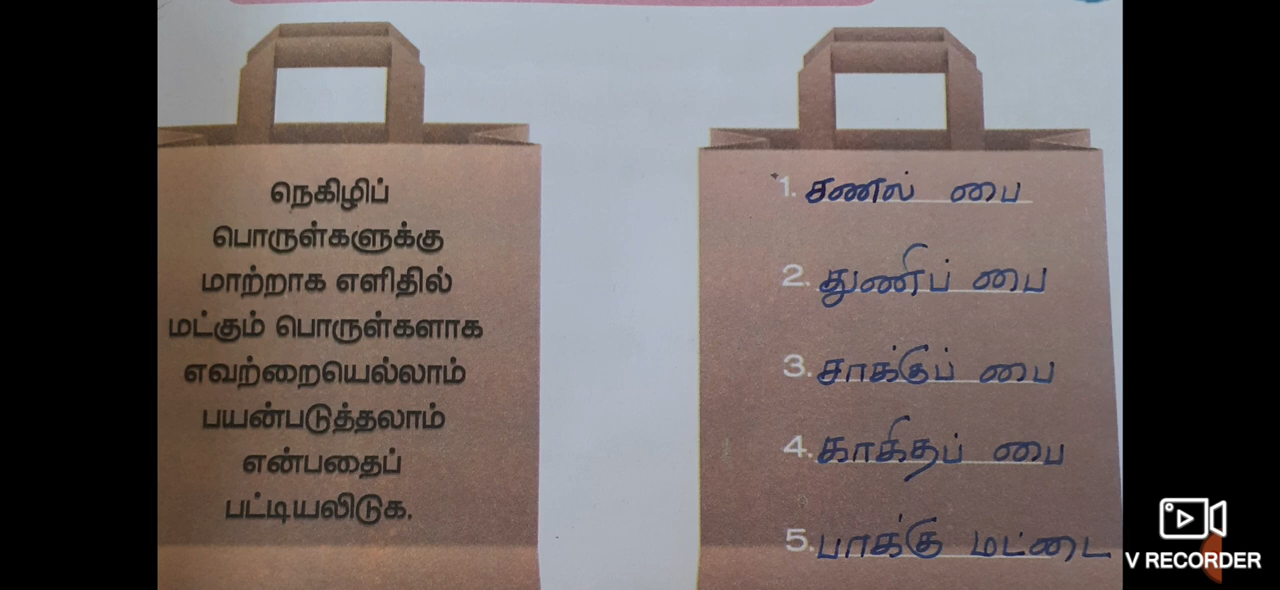 நெகிழிப்
பொருள்களுக்கு
மாற்றாக எளிதில்
மட்கும் பொருள்களாக
எவற்றையெல்லாம்
பயன்படுத்தலாம்
என்பதைப்
பட்டியலிடுக.
1. சணல் பை
2. துணிப் பை
3. சாக்குப் பை
4. காகிதப் பை
5. பாக்கு மட்டை
V RECORDER